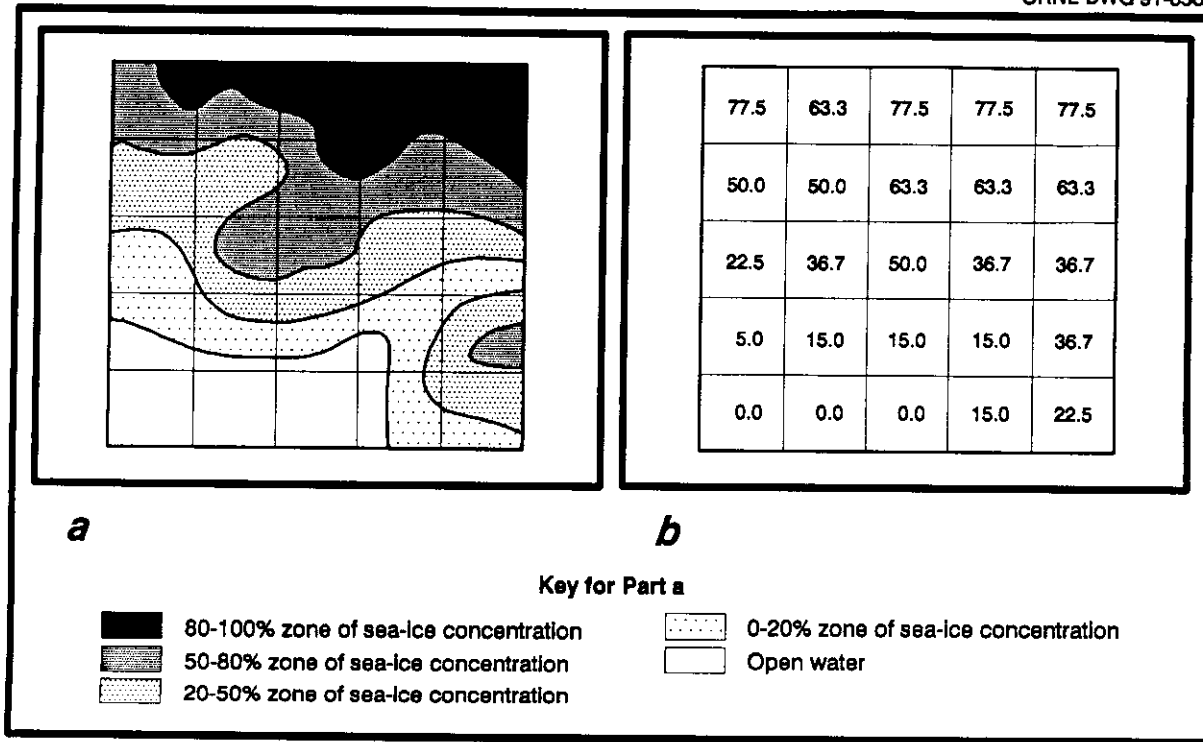 77.5 63.3 77.5 77.5 77.5
50.0 50.0 63.3 63.3 63.3
22.5 36.7 50.0 36.7 36.7
5.0 15.0 15.0 15.0 36.7
0.0 0.0 0.0 15.0 22.5
a
b
Key for Part a
80-100% zone of sea-ice concentration
50-80% zone of sea-ice concentration
20-50% zone of sea-ice concentration
0-20% zone of sea-ice concentration
Open water